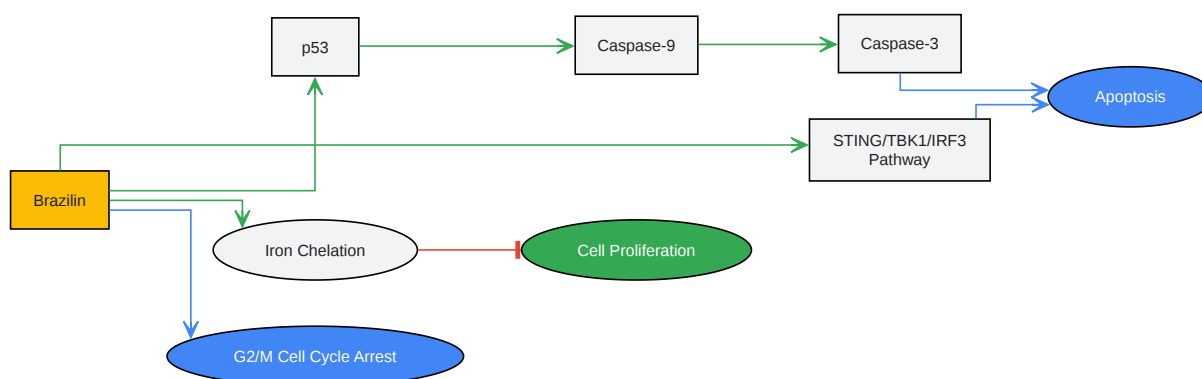 p53
Caspase-9
Caspase-3
Apoptosis
STING/TBK1/IRF3
Pathway
Brazilin
Iron Chelation
Cell Proliferation
G2/M Cell Cycle Arrest